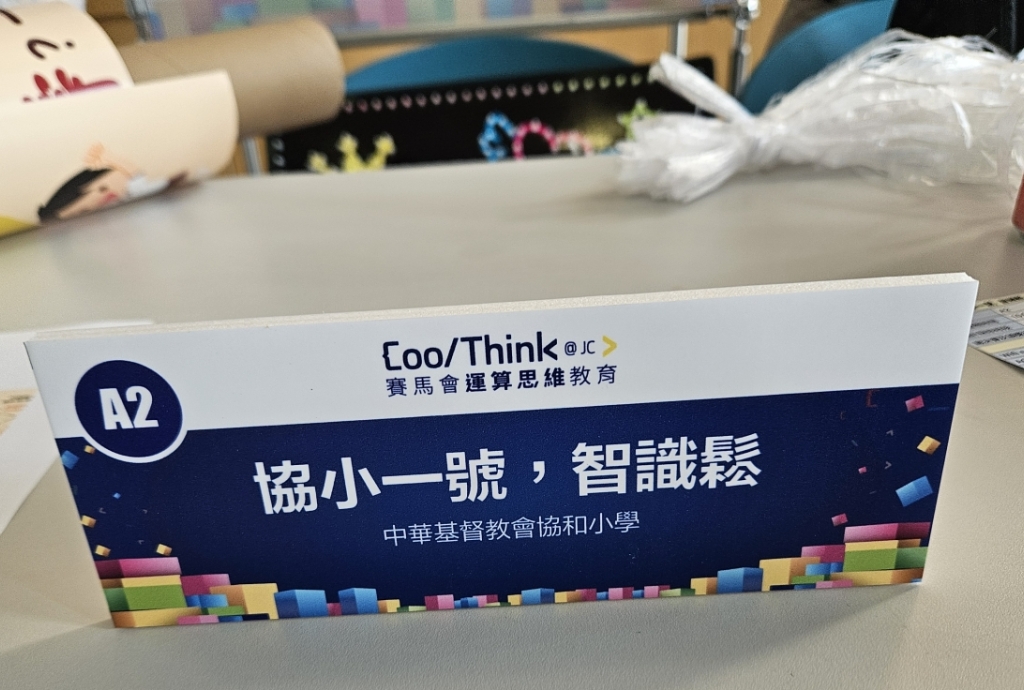 CoolThink @ JC
賽馬會運算思維教育
A2
協小一號，智識鬆
中華基督教會協和小學